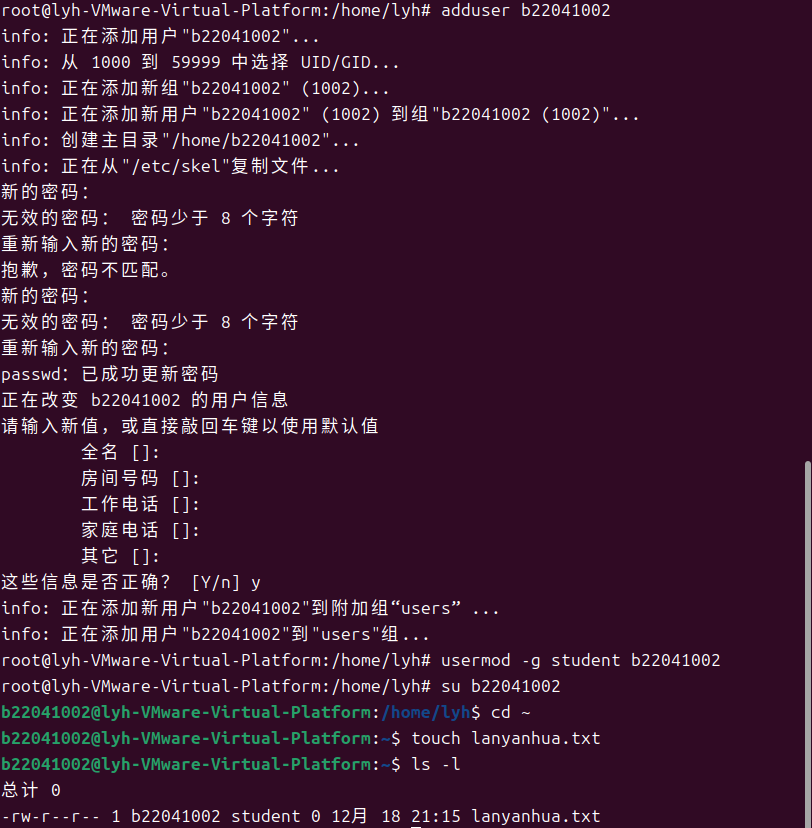 root@lyh-VMware-Virtual-Platform:/home/lyh# adduser b22041002
info: 正在添加用户"b22041002"...
info: 从 1000 到 59999 中选择 UID/GID...
info: 正在添加新组"b22041002" (1002)...
info: 正在添加新用户"b22041002" (1002) 到组"b22041002 (1002)"...
info: 创建主目录"/home/b22041002"...
info: 正在从"/etc/skel"复制文件...
新的密码：
无效的密码： 密码少于 8 个字符
重新输入新的密码：
抱歉，密码不匹配。
新的密码：
无效的密码： 密码少于 8 个字符
重新输入新的密码：
passwd：已成功更新密码
正在改变 b22041002 的用户信息
请输入新值，或直接敲回车键以使用默认值
全名 []:
房间号码 []:
工作电话 []:
家庭电话 []:
其它 []:
这些信息是否正确？ [Y/n] y
info: 正在添加新用户"b22041002"到附加组“users” ...
info: 正在添加用户"b22041002"到"users"组...
root@lyh-VMware-Virtual-Platform:/home/lyh# usermod -g student b22041002
root@lyh-VMware-Virtual-Platform:/home/lyh# su b22041002
b22041002@lyh-VMware-Virtual-Platform:/home/lyh$ cd ~
b22041002@lyh-VMware-Virtual-Platform:~$ touch lanyanhua.txt
b22041002@lyh-VMware-Virtual-Platform:~$ ls -l
总计 0
-rw-r--r-- 1 b22041002 student 0 12月 18 21:15 lanyanhua.txt